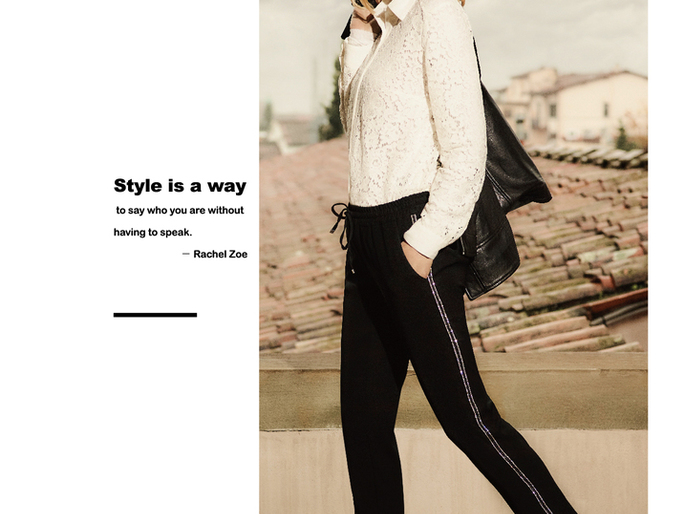 Style is a way
to say who you are without
having to speak.
— Rachel Zoe